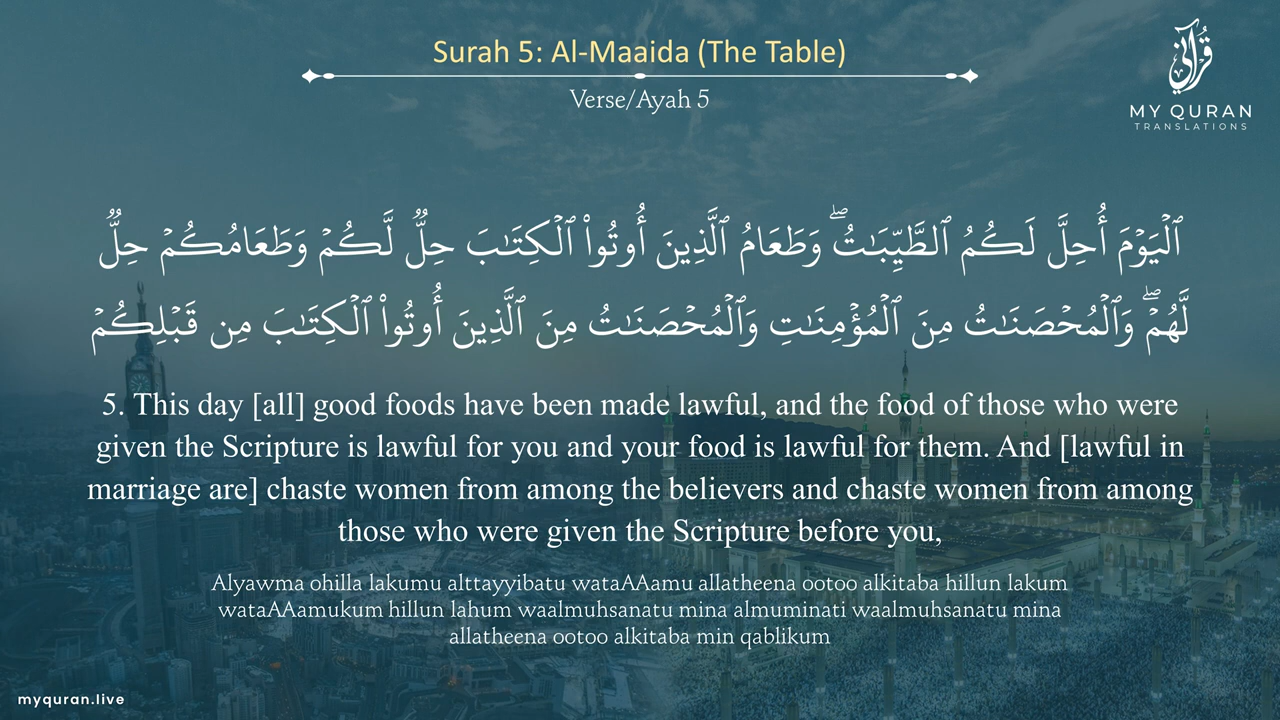 Surah 5: Al-Maaida (The Table)
Verse/Ayah 5
قرآني
MY QURAN
TRANSLATIONS
ٱلْيَوْمَ أُحِلَّ لَكُمُ ٱلطَّيِّبَـٰتُ ۖ وَطَعَامُ ٱلَّذِينَ أُوتُوا۟ ٱلْكِتَـٰبَ حِلٌّ لَّكُمْ وَطَعَامُكُمْ حِلٌّ
لَّهُمْ ۖ وَٱلْمُحْصَنَـٰتُ مِنَ ٱلْمُؤْمِنَـٰتِ وَٱلْمُحْصَنَـٰتُ مِنَ ٱلَّذِينَ أُوتُوا۟ ٱلْكِتَـٰبَ مِن قَبْلِكُمْ
5. This day [all] good foods have been made lawful, and the food of those who were
given the Scripture is lawful for you and your food is lawful for them. And [lawful in
marriage are] chaste women from among the believers and chaste women from among
those who were given the Scripture before you,
Alyawma ohilla lakumu alttayyibatu wataAAamu allatheena ootoo alkitaba hillun lakum
wataAAamukum hillun lahum waalmuhsanatu mina almuminati waalmuhsanatu mina
allatheena ootoo alkitaba min qablikum
myquran.live